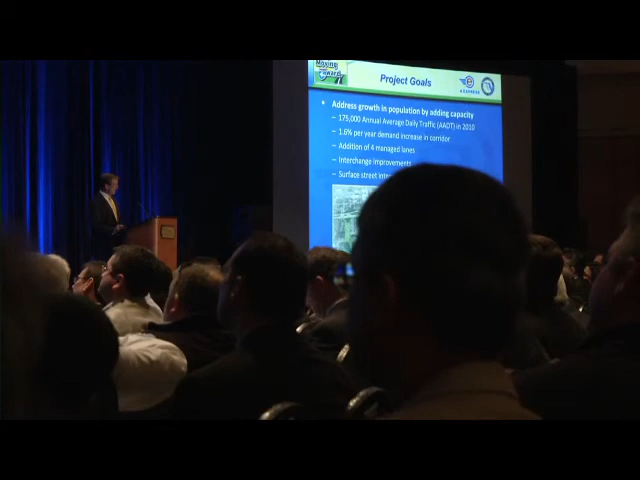 Moving
Project Goals
Address growth in population by adding capacity
– 175,000 Annual Average Daily Traffic (AADT) in 2010
– 1.6% per year demand increase in corridor
– Addition of 4 managed lanes
– Interchange improvements
– Surface street